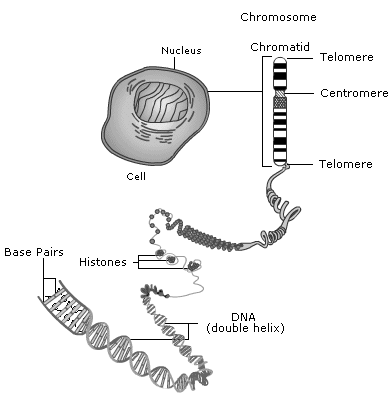 Chromosome
Nucleus
Chromatid
Telomere
Centromere
Telomere
Cell
Base Pairs
Histones
DNA
(double helix)